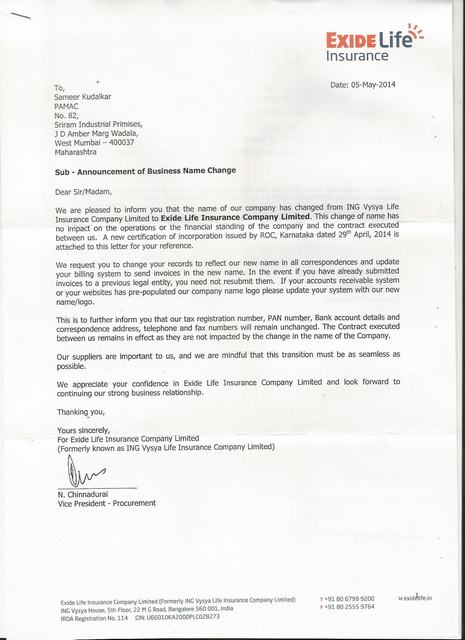 EXIDE Life
Insurance
Date: 05-May-2014
To,
Sameer Kudalkar
PAMAC
No. 82,
Sriram Industrial Primises,
J D Amber Marg Wadala,
West Mumbai – 400037
Maharashtra
Sub - Announcement of Business Name Change
Dear Sir/Madam,
We are pleased to inform you that the name of our company has changed from ING Vysya Life
Insurance Company Limited to Exide Life Insurance Company Limited. This change of name has
no impact on the operations or the financial standing of the company and the contract executed
between us. A new certification of incorporation issued by ROC, Karnataka dated 29th April, 2014 is
attached to this letter for your reference.
We request you to change your records to reflect our new name in all correspondences and update
your billing system to send invoices in the new name. In the event if you have already submitted
invoices to a previous legal entity, you need not resubmit them. If your accounts receivable system
or your websites has pre-populated our company name logo please update your system with our new
name/logo.
This is to further inform you that our tax registration number, PAN number, Bank account details and
correspondence address, telephone and fax numbers will remain unchanged. The Contract executed
between us remains in effect as they are not impacted by the change in the name of the Company.
Our suppliers are important to us, and we are mindful that this transition must be as seamless as
possible.
We appreciate your confidence in Exide Life Insurance Company Limited and look forward to
continuing our strong business relationship.
Thanking you,
Yours sincerely,
For Exide Life Insurance Company Limited
(Formerly known as ING Vysya Life Insurance Company Limited)
N. Chinnadurai
Vice President - Procurement
Exide Life Insurance Company Limited (Formerly ING Vysya Life Insurance Company Limited)
ING Vysya House, 5th Floor, 22 M G Road, Bangalore 560 001, India
IRDA Registration No. 114 CIN: U66010KA2000PLC028273
T +91 80 6799 9200
F +91 80 2555 9764
W exidelife.in